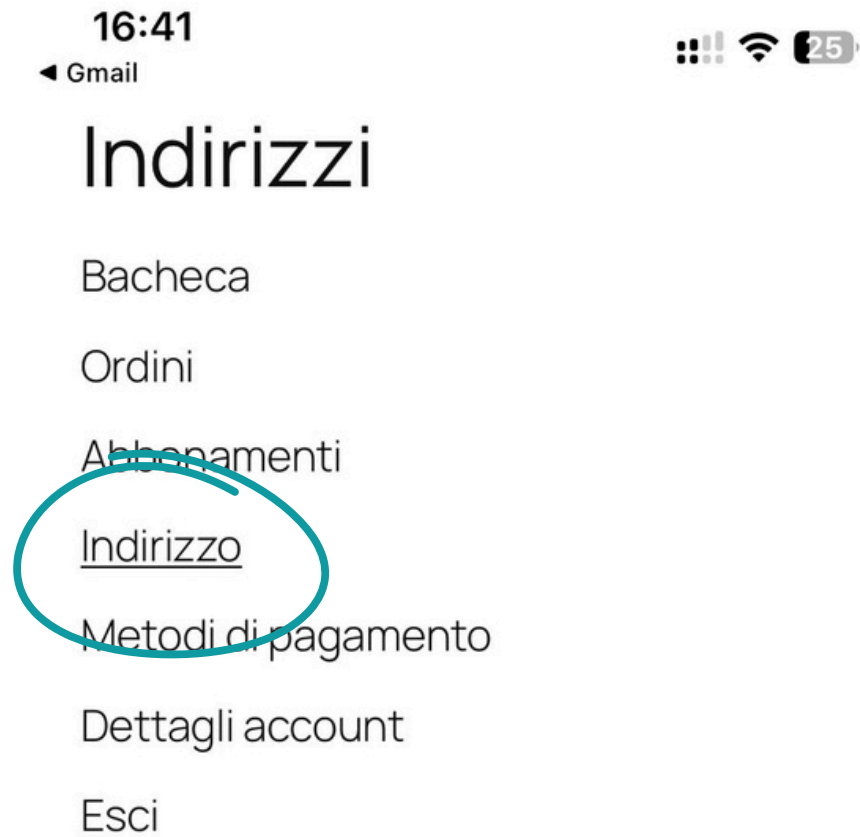 16:41
◀ Gmail
25
Indirizzi
Bacheca
Ordini
Abbonamenti
Indirizzo
Metodi di pagamento
Dettagli account
Esci